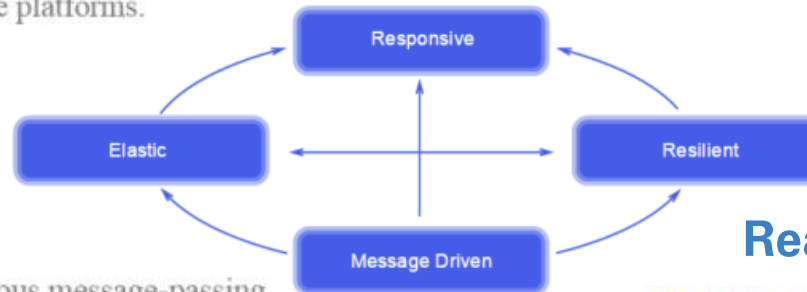 e platforms.
Responsive
Elastic
Resilient
Rea
Message Driven
ous message-passing